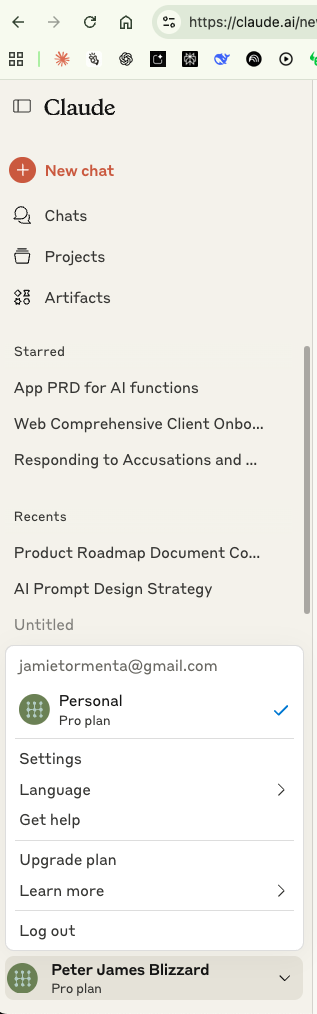 https://claude.ai/ne
Claude
New chat
Chats
Projects
Artifacts
Starred
App PRD for AI functions
Web Comprehensive Client Onbo...
Responding to Accusations and ...
Recents
Product Roadmap Document Co...
AI Prompt Design Strategy
Untitled
jamietormenta@gmail.com
Personal
Pro plan
Settings
Language
Get help
Upgrade plan
Learn more
Log out
Peter James Blizzard
Pro plan